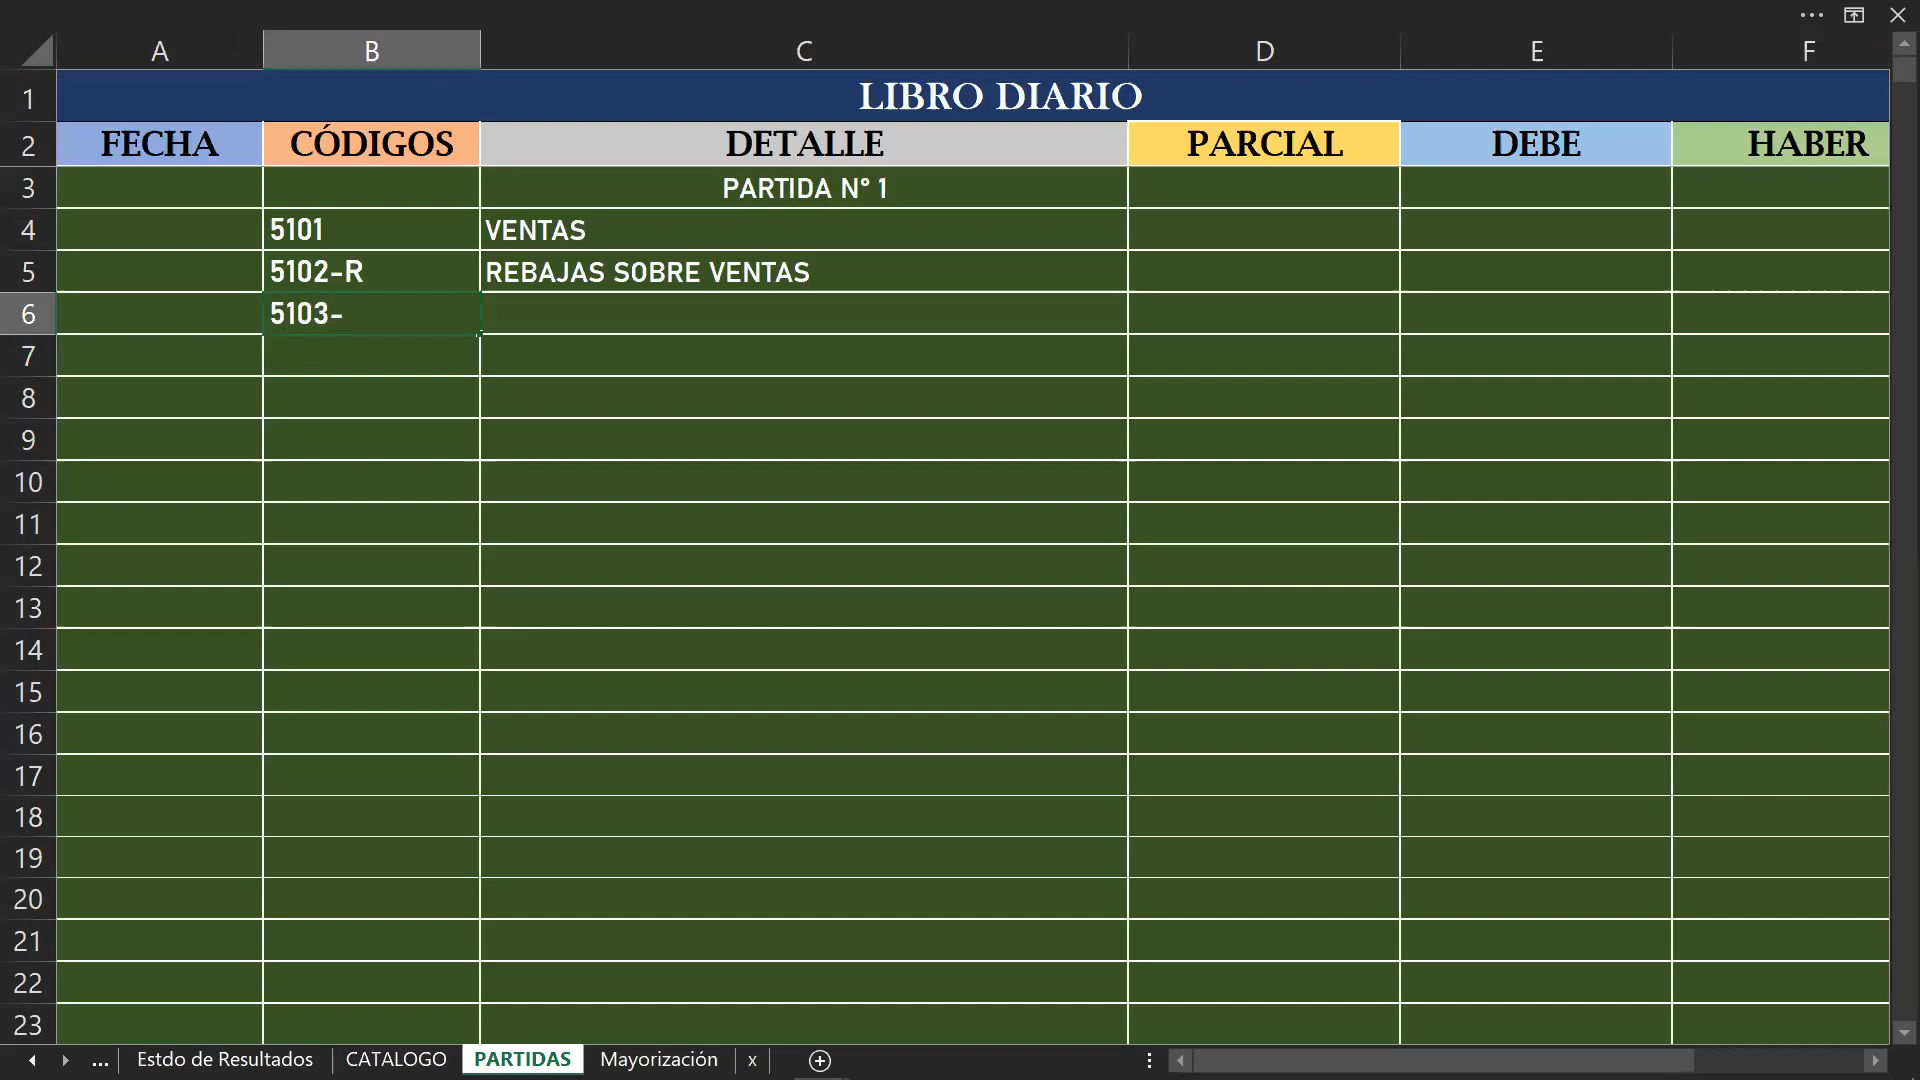 A B C D E F
1 LIBRO DIARIO
2 FECHA CÓDIGOS DETALLE PARCIAL DEBE HABER
3 PARTIDA N° 1
4 5101 VENTAS
5 5102-R REBAJAS SOBRE VENTAS
6 5103-
7
8
9
10
11
12
13
14
15
16
17
18
19
20
21
22
23
... Estdo de Resultados CATALOGO PARTIDAS Mayorización x